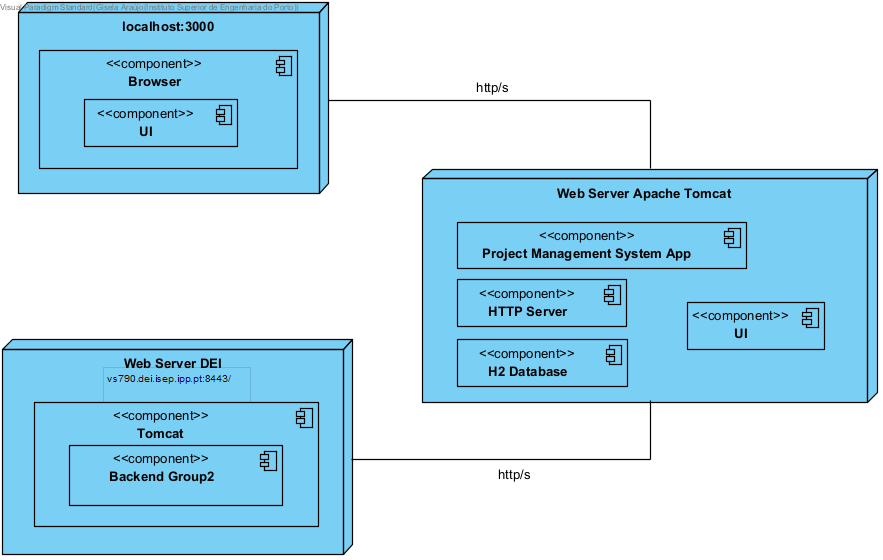 Visual Paradigm Standard(Gisela Araújo(Instituto Superior de Engenharia do Porto))
localhost:3000
<<component>>
Browser
<<component>>
UI
http/s
Web Server Apache Tomcat
<<component>>
Project Management System App
<<component>>
HTTP Server
<<component>>
UI
<<component>>
H2 Database
Web Server DEI
vs790.dei.isep.ipp.pt:8443/
<<component>>
Tomcat
<<component>>
Backend Group2
http/s